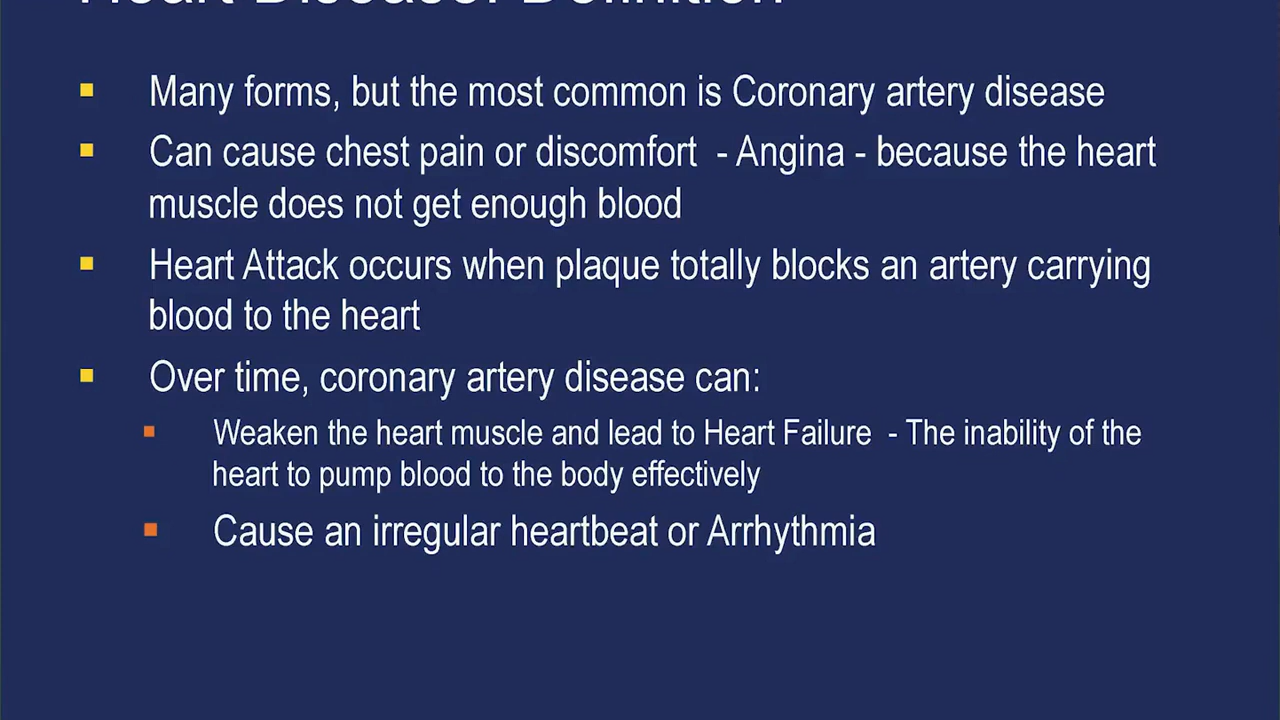 Heart Disease: Definition
Many forms, but the most common is Coronary artery disease
Can cause chest pain or discomfort - Angina - because the heart
muscle does not get enough blood
Heart Attack occurs when plaque totally blocks an artery carrying
blood to the heart
Over time, coronary artery disease can:
Weaken the heart muscle and lead to Heart Failure - The inability of the
heart to pump blood to the body effectively
Cause an irregular heartbeat or Arrhythmia